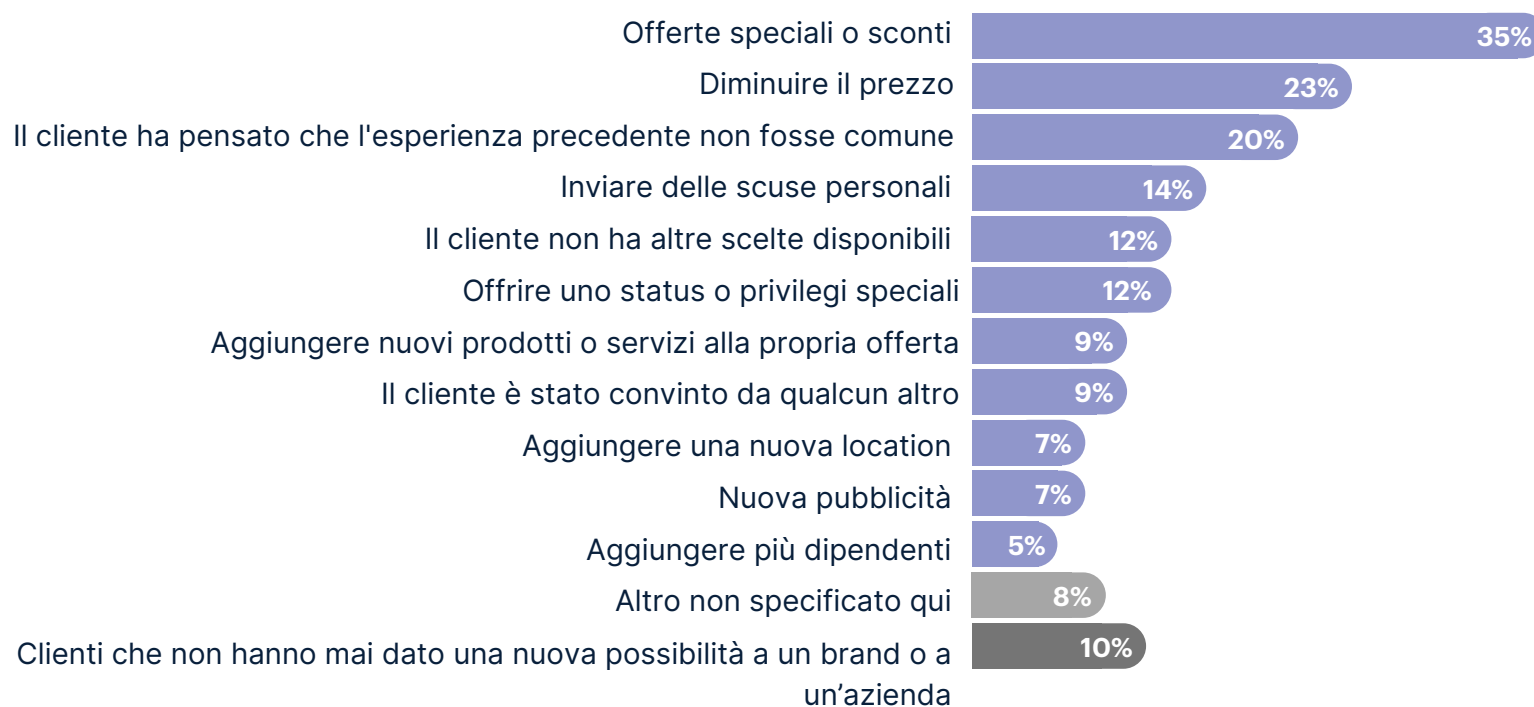 Offerte speciali o sconti 35%
Diminuire il prezzo 23%
Il cliente ha pensato che l'esperienza precedente non fosse comune 20%
Inviare delle scuse personali 14%
Il cliente non ha altre scelte disponibili 12%
Offrire uno status o privilegi speciali 12%
Aggiungere nuovi prodotti o servizi alla propria offerta 9%
Il cliente è stato convinto da qualcun altro 9%
Aggiungere una nuova location 7%
Nuova pubblicità 7%
Aggiungere più dipendenti 5%
Altro non specificato qui 8%
Clienti che non hanno mai dato una nuova possibilità a un brand o a 10%
un’azienda